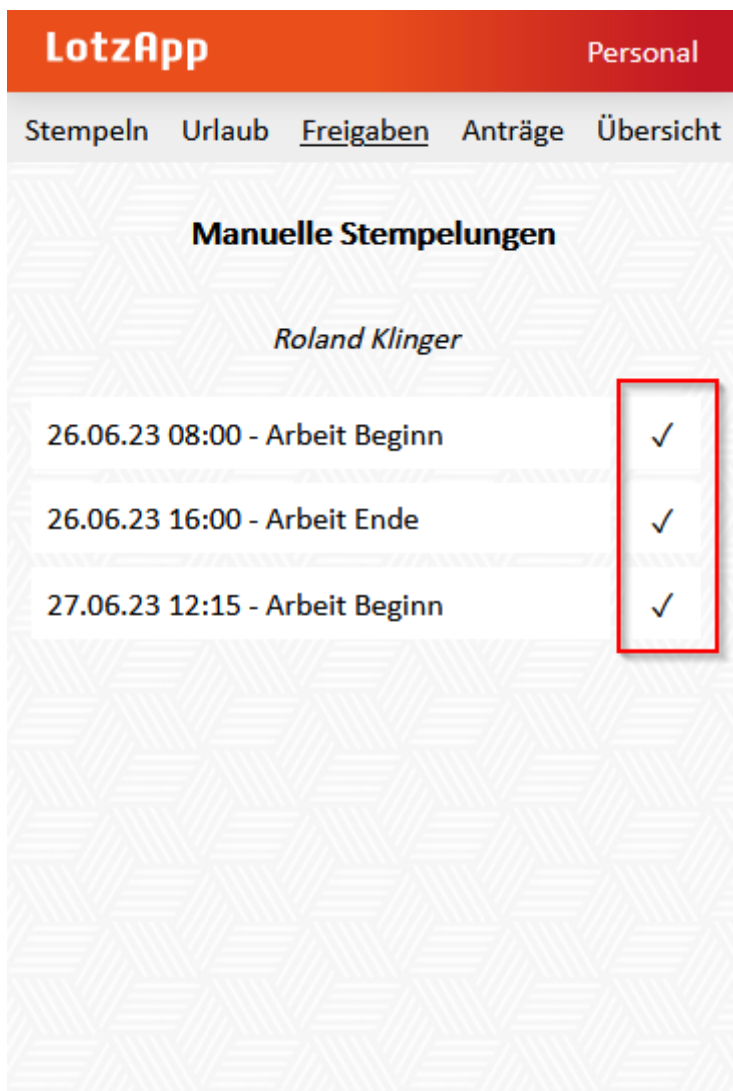 LotzApp
Personal
Stempeln Urlaub Freigaben Anträge Übersicht
Manuelle Stempelungen
Roland Klinger
26.06.23 08:00 - Arbeit Beginn ✓
26.06.23 16:00 - Arbeit Ende ✓
27.06.23 12:15 - Arbeit Beginn ✓